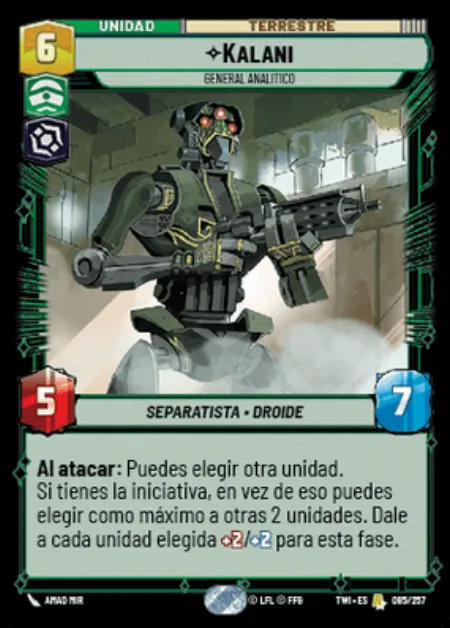 UNIDAD
TERRESTRE
6
KALANI
GENERAL ANALITICO
5
7
SEPARATISTA • DROIDE
Al atacar: Puedes elegir otra unidad.
Si tienes la iniciativa, en vez de eso puedes
elegir como máximo a otras 2 unidades. Dale
a cada unidad elegida +2/+2 para esta fase.
AMAD MIR
© LFL © FFG
TWI • ES
085/257